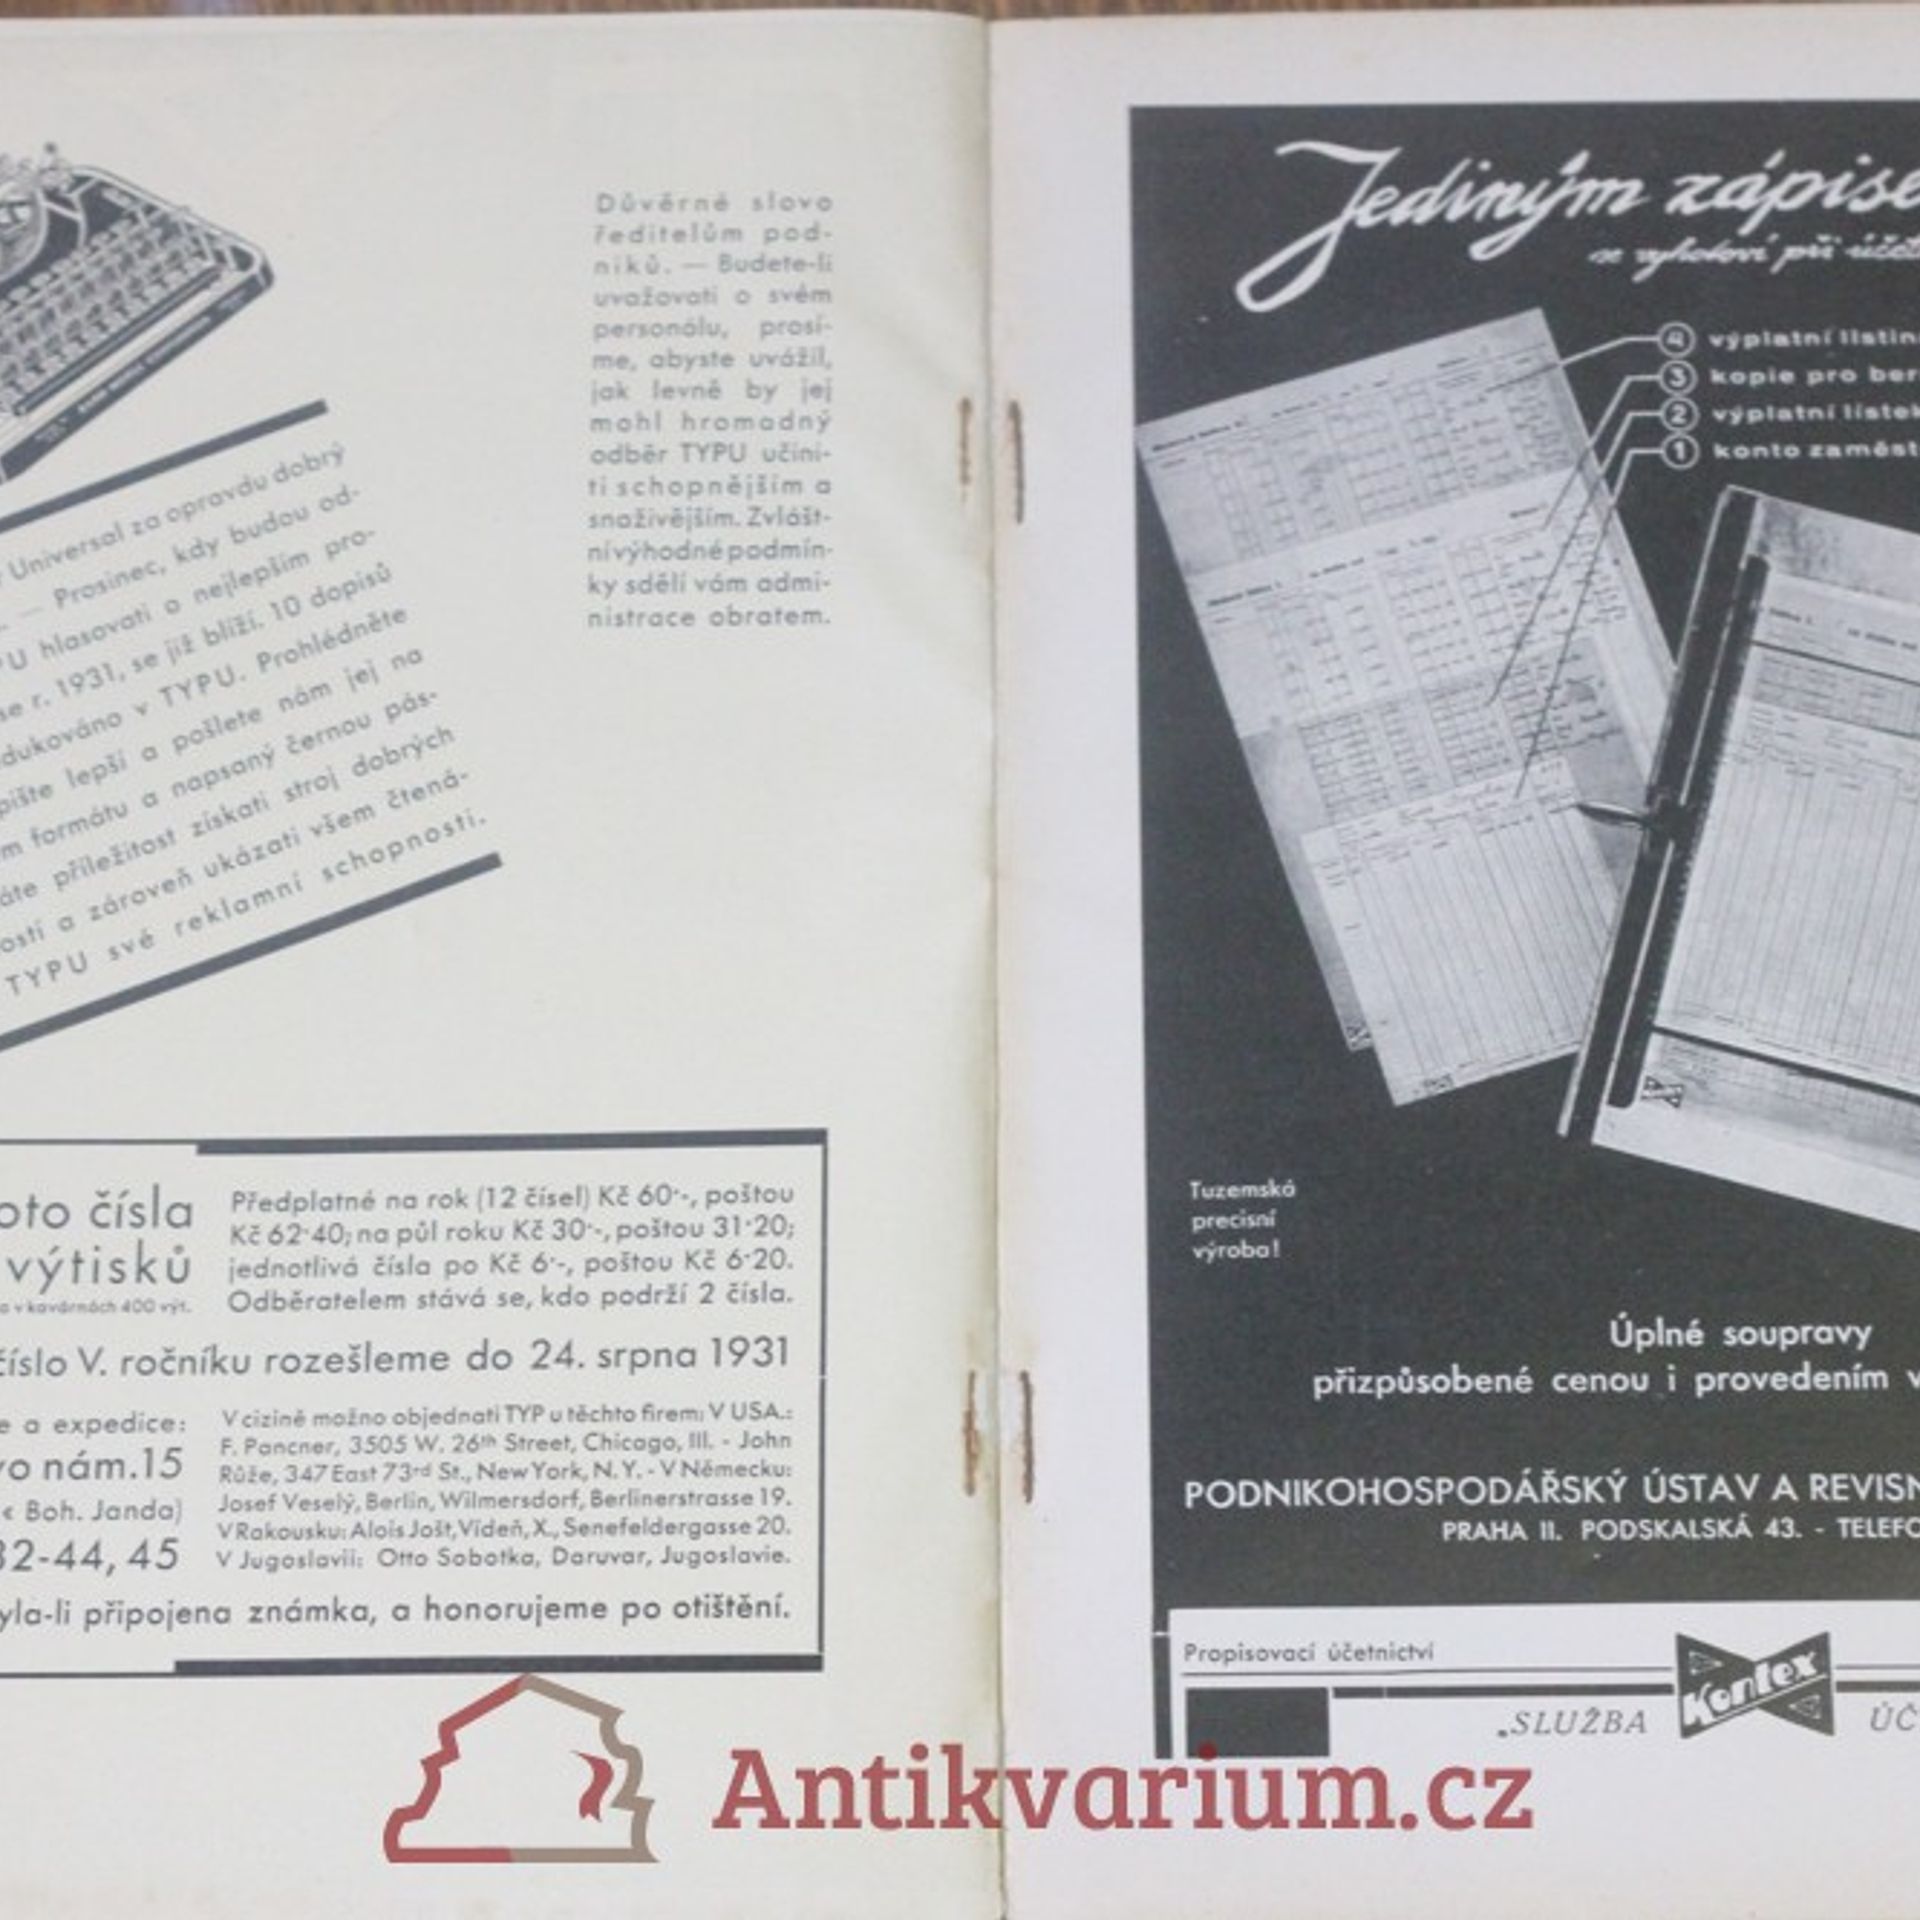 Důvěrné slovo
ředitelům pod-
niků. — Budete-li
uvažovati o svém
personálu, prosí-
me, abyste uvážil,
jak levně by jej
mohl hromadný
odběr TYPU učini-
ti schopnějším a
snaživějším. Zvlášt-
ní výhodné podmín-
ky sdělí vám admi-
nistrace obratem.
Universal za opravdu dobrý
— Prosinec, kdy budou od-
hlasovati o nejlepším pro-
se r. 1931, se již blíží. 10 dopisů
v TYPU. Prohlédněte
lepší a pošlete nám jej na
formátu a napsaný černou pás-
příležitost získati stroj dobrých
a zároveň ukázati všem čtená-
TYPU své reklamní schopnosti.
čísla
výtisků
v kavárnách 400 výt.
Předplatné na rok (12 čísel) Kč 60·-, poštou
Kč 62·40; na půl roku Kč 30·-, poštou 31·20;
jednotlivá čísla po Kč 6·-, poštou Kč 6·20.
Odběratelem stává se, kdo podrží 2 čísla.
číslo V. ročníku rozešleme do 24. srpna 1931
e a expedice:
nám. 15
Boh. Janda)
32-44, 45
V cizině možno objednati TYP u těchto firem: V USA.:
F. Pancner, 3505 W. 26th Street, Chicago, Ill. - John
Růže, 347 East 73rd St., New York, N. Y. - V Německu:
Josef Veselý, Berlin, Wilmersdorf, Berlinerstrasse 19.
V Rakousku: Alois Jošt, Vídeň, X., Senefeldergasse 20.
V Jugoslavii: Otto Sobotka, Daruvar, Jugoslavie.
yla-li připojena známka, a honorujeme po otištění.
Jediným zápise
se vyhotoví při účet
4 výplatní listin
3 kopie pro ber
2 výplatní lístek
1 konto zaměst
Tuzemská
precisní
výroba!
Úplné soupravy
přizpůsobené cenou i provedením v
PODNIKOHOSPODÁŘSKÝ ÚSTAV A REVISN
PRAHA II. PODSKALSKÁ 43. - TELEFO
Propisovací účetnictví
Kontex
„SLUŽBA
ÚČ
Antikvarium.cz